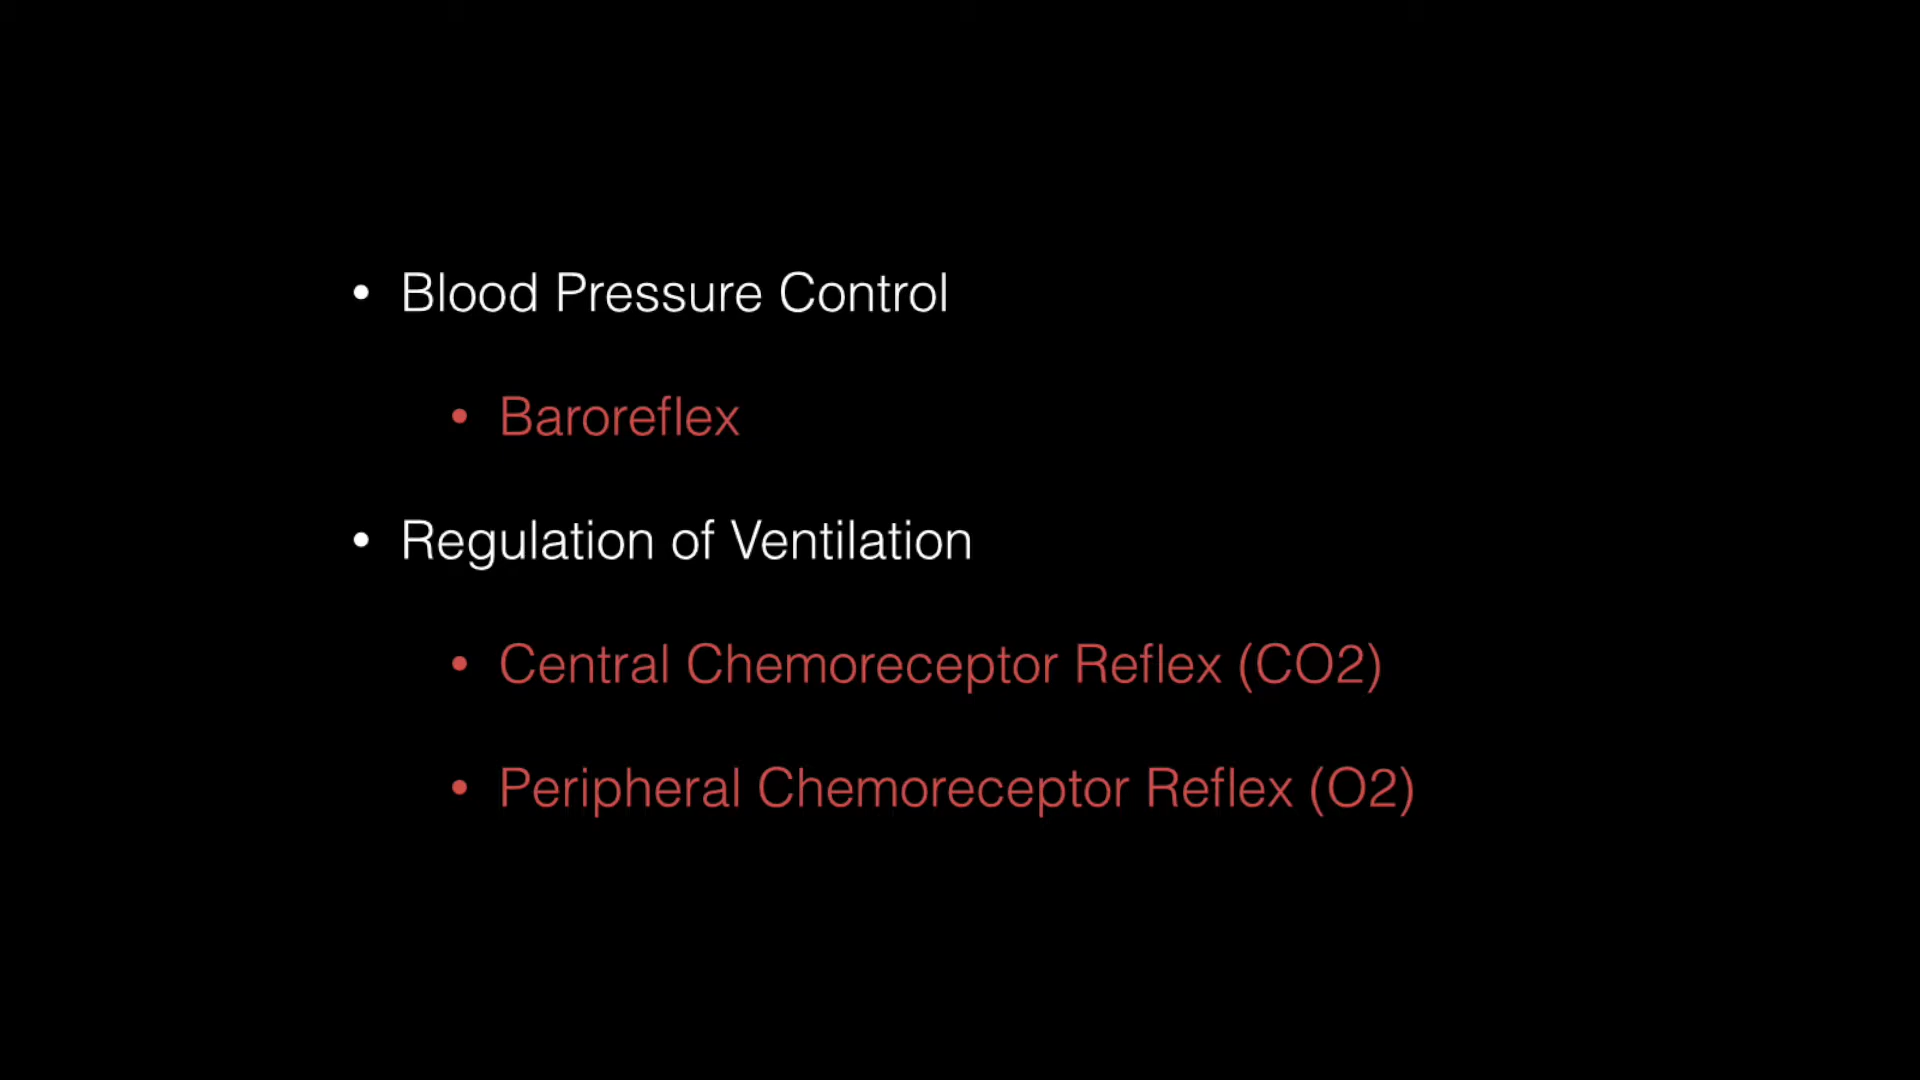 • Blood Pressure Control
• Baroreflex
• Regulation of Ventilation
• Central Chemoreceptor Reflex (CO2)
• Peripheral Chemoreceptor Reflex (O2)